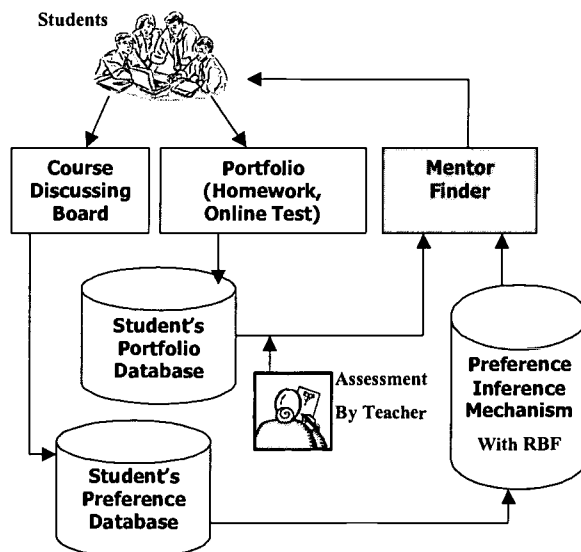 Students
Course
Discussing
Board
Portfolio
(Homework,
Online Test)
Mentor
Finder
Student's
Portfolio
Database
Assessment
By Teacher
Preference
Inference
Mechanism
With RBF
Student's
Preference
Database